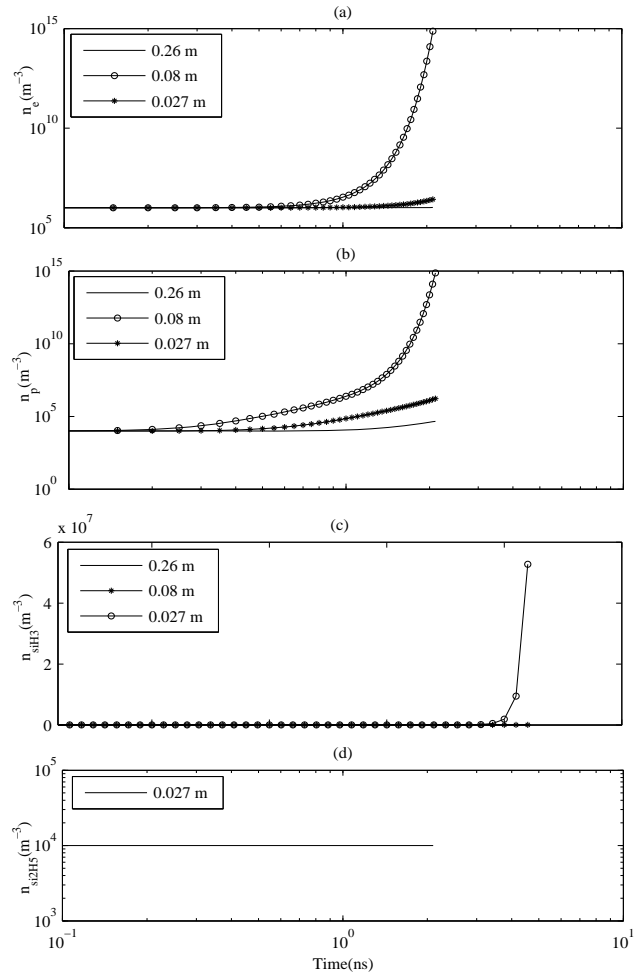 (a)
10^15
10^10
10^5
n_e(m^−3)
0.26 m
0.08 m
0.027 m
(b)
10^15
10^10
10^5
10^0
n_p(m^−3)
0.26 m
0.08 m
0.027 m
(c)
x 10^7
6
4
2
0
n_siH3(m^−3)
0.26 m
0.08 m
0.027 m
(d)
10^5
10^4
10^3
n_si2H5(m^−3)
0.027 m
10^−1
10^0
10^1
Time(ns)